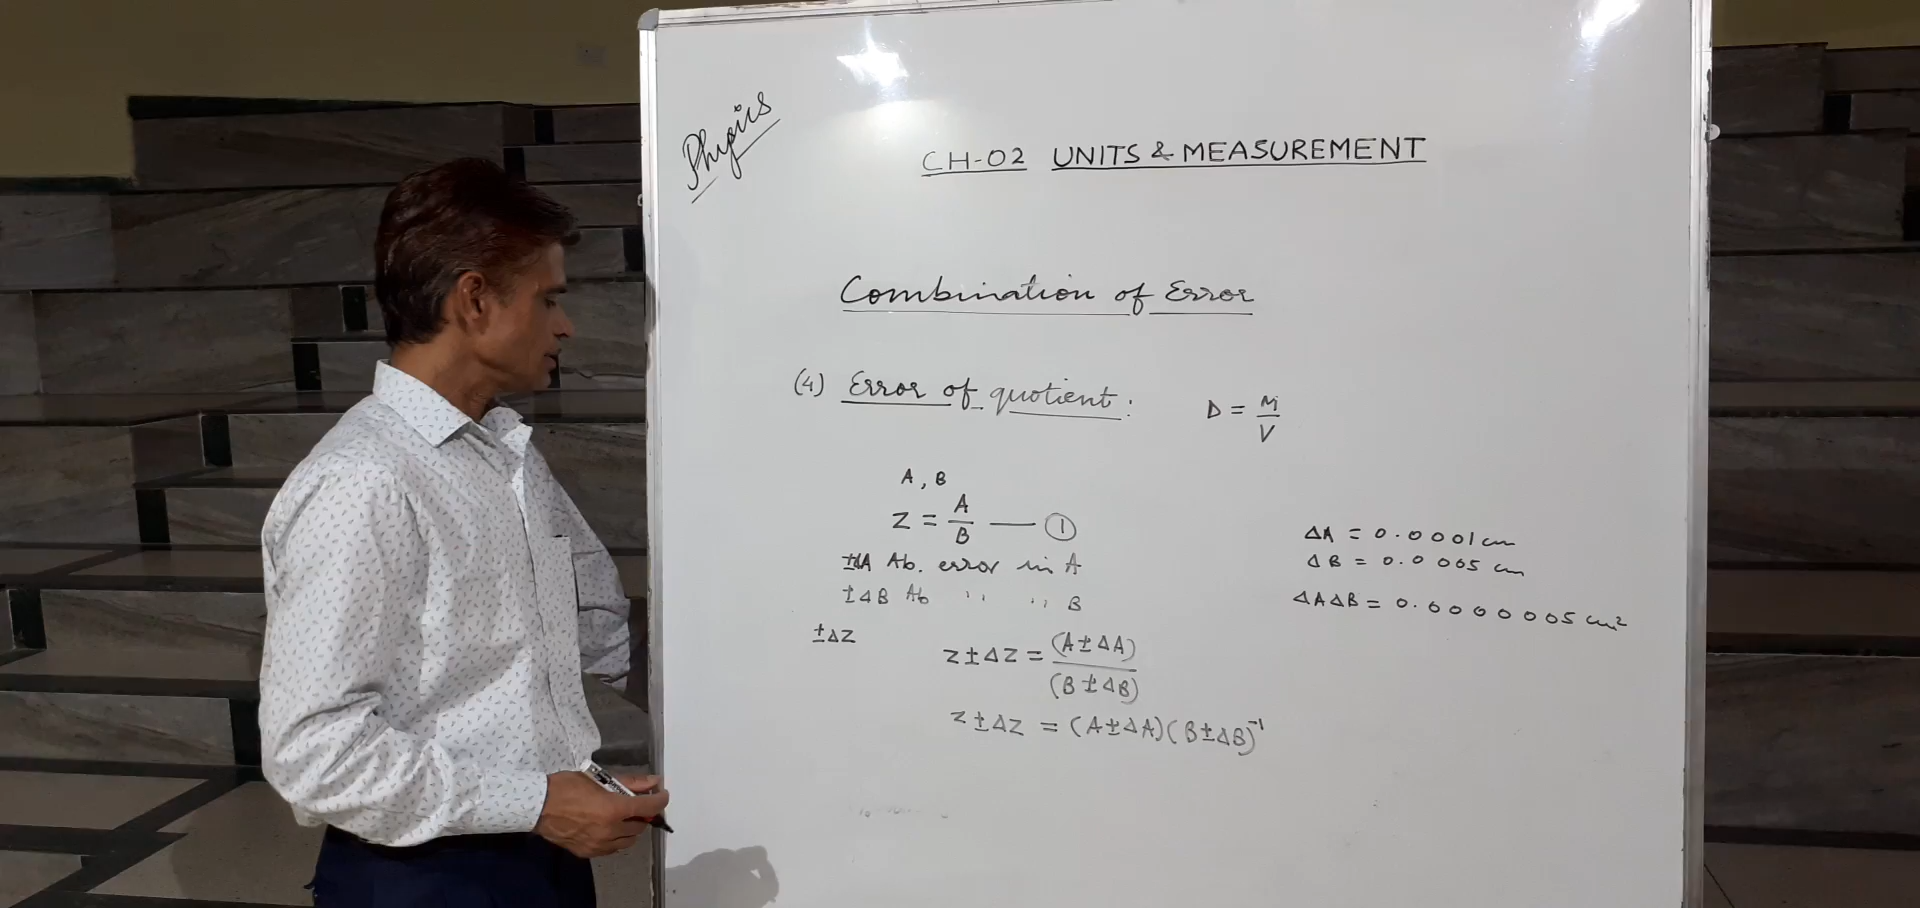 Physics
CH-02 UNITS & MEASUREMENT
Combination of Error
(4) Error of quotient:
D = M/V
A, B
Z = A/B —— ①
±ΔA Ab. error in A
±ΔB Ab " " B
±ΔZ
Z±ΔZ = (A±ΔA)/(B±ΔB)
Z±ΔZ = (A±ΔA)(B±ΔB)⁻¹
ΔA = 0.0001 cm
ΔB = 0.0005 cm
ΔAΔB = 0.0000005 cm²